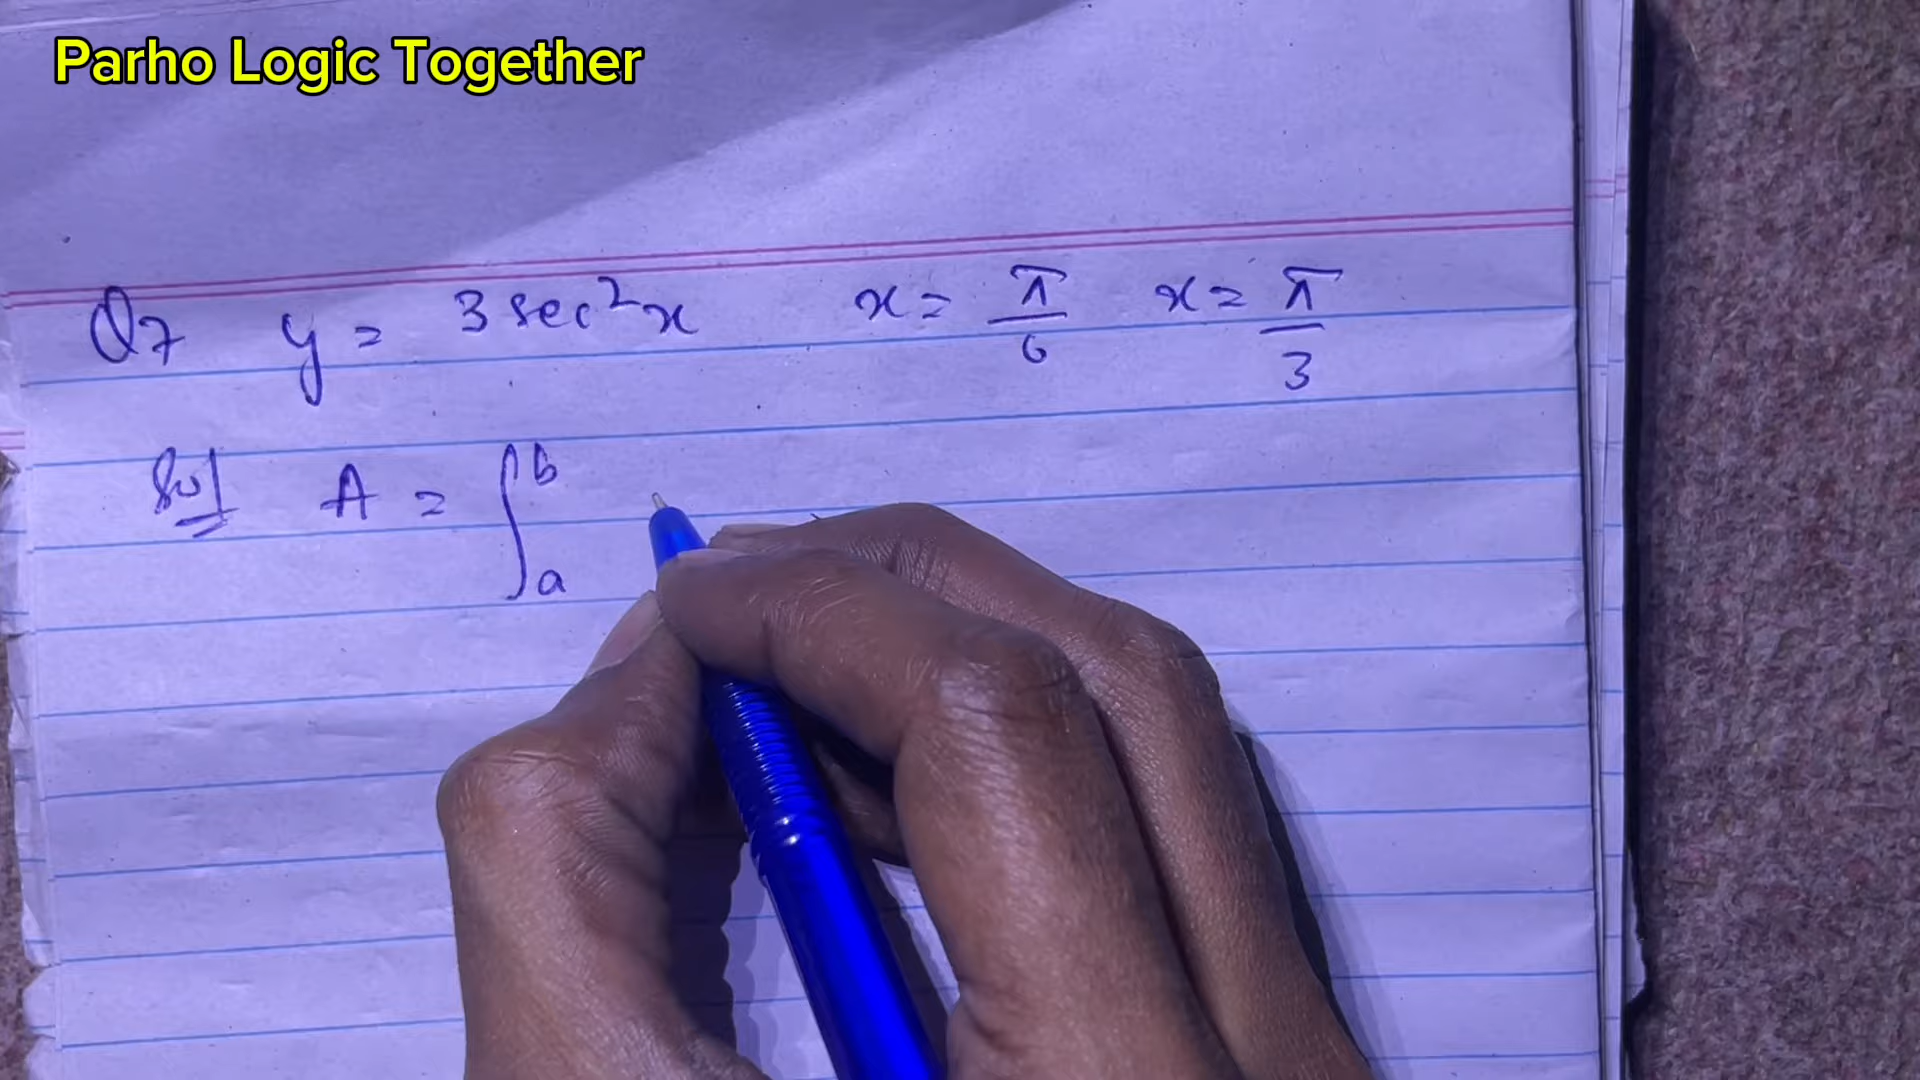 Parho Logic Together
Q7 y = 3 sec²x x = π/6 x = π/3
Sol A = ∫_a^b